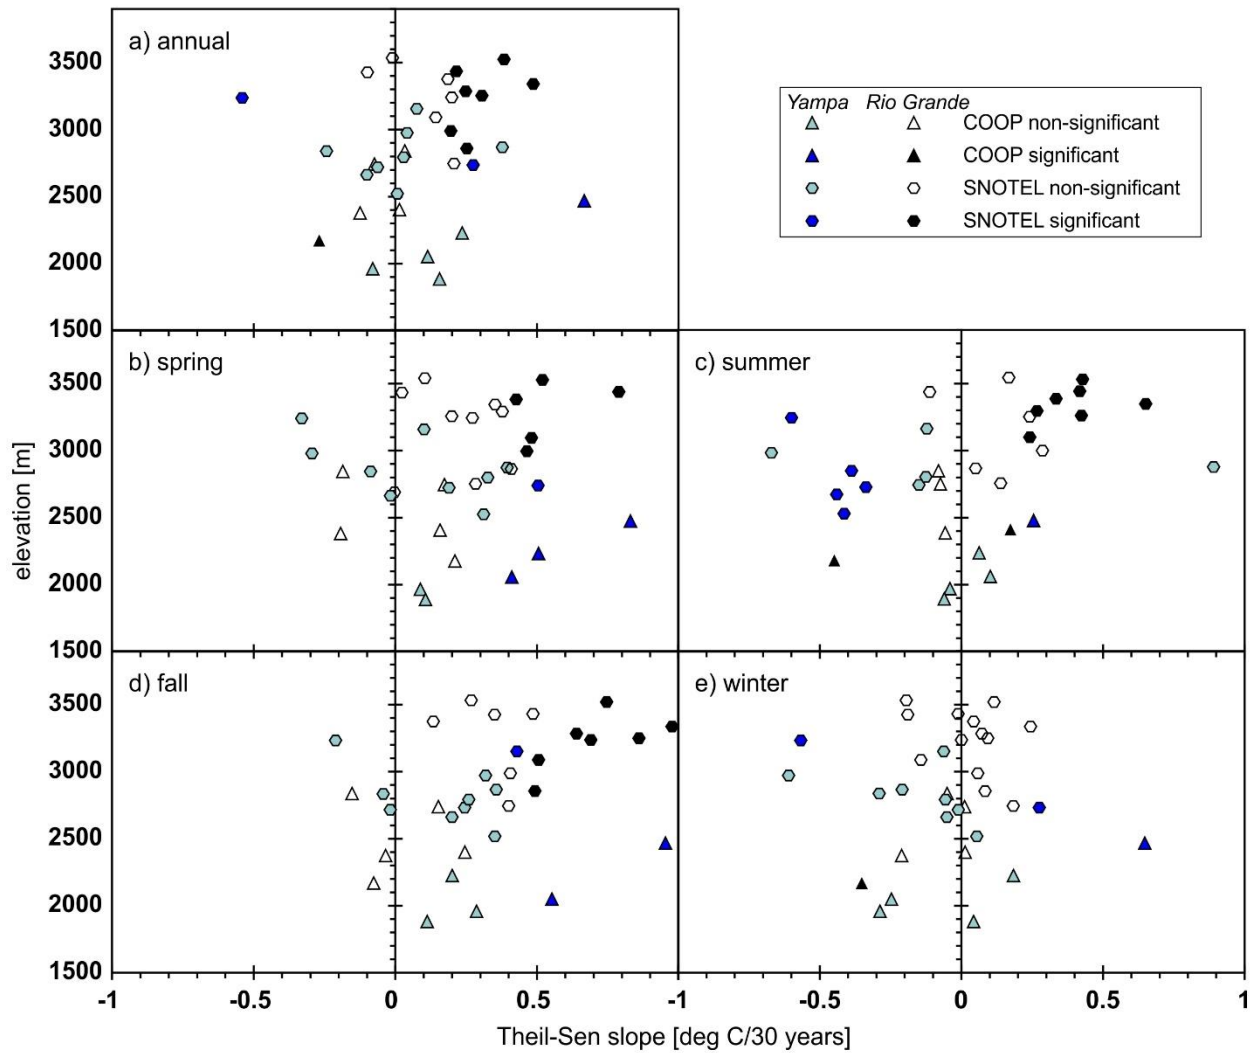 a) annual
3500
3000
2500
2000
1500
Yampa Rio Grande
COOP non-significant
COOP significant
SNOTEL non-significant
SNOTEL significant
b) spring
3500
3000
2500
2000
1500
c) summer
elevation [m]
d) fall
3500
3000
2500
2000
1500
e) winter
-1 -0.5 0 0.5 -1 -0.5 0 0.5 1
Theil-Sen slope [deg C/30 years]